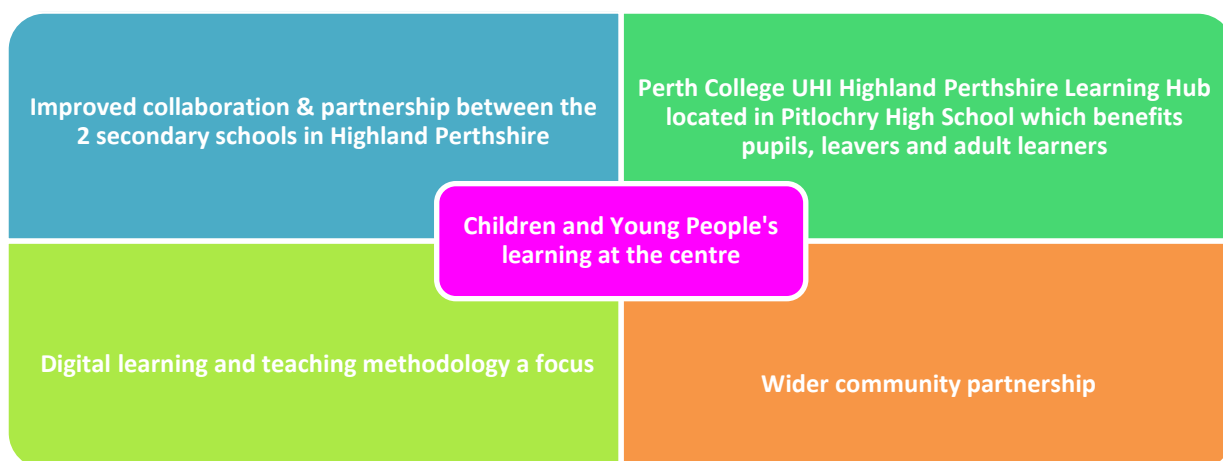 Improved collaboration & partnership between the
2 secondary schools in Highland Perthshire
Perth College UHI Highland Perthshire Learning Hub
located in Pitlochry High School which benefits
pupils, leavers and adult learners
Children and Young People's
learning at the centre
Digital learning and teaching methodology a focus
Wider community partnership